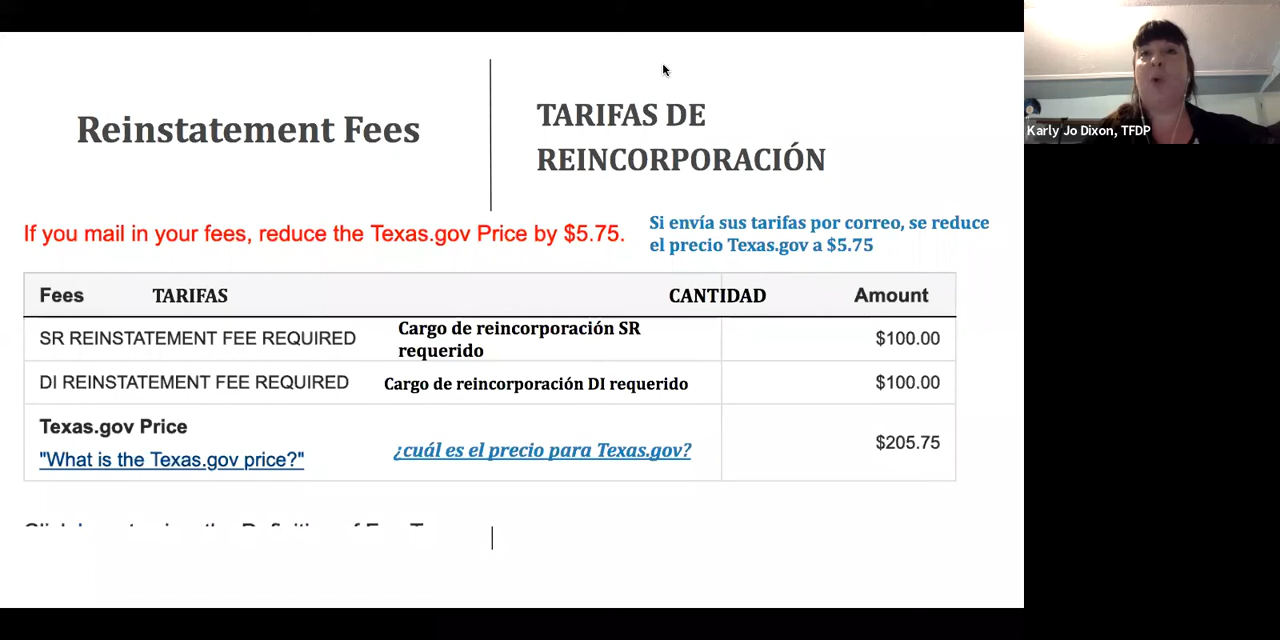 Reinstatement Fees
TARIFAS DE
REINCORPORACIÓN
If you mail in your fees, reduce the Texas.gov Price by $5.75.
Si envía sus tarifas por correo, se reduce
el precio Texas.gov a $5.75
Fees TARIFAS CANTIDAD Amount
SR REINSTATEMENT FEE REQUIRED Cargo de reincorporación SR
requerido
$100.00
DI REINSTATEMENT FEE REQUIRED Cargo de reincorporación DI requerido $100.00
Texas.gov Price
"What is the Texas.gov price?" ¿cuál es el precio para Texas.gov?
$205.75
Karly Jo Dixon, TFDP